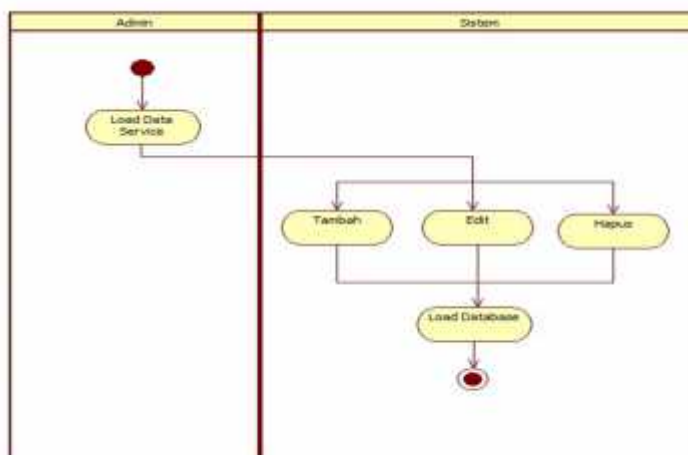 Admin
Sistem
Load Data
Service
Tambah
Edit
Hapus
Load Database